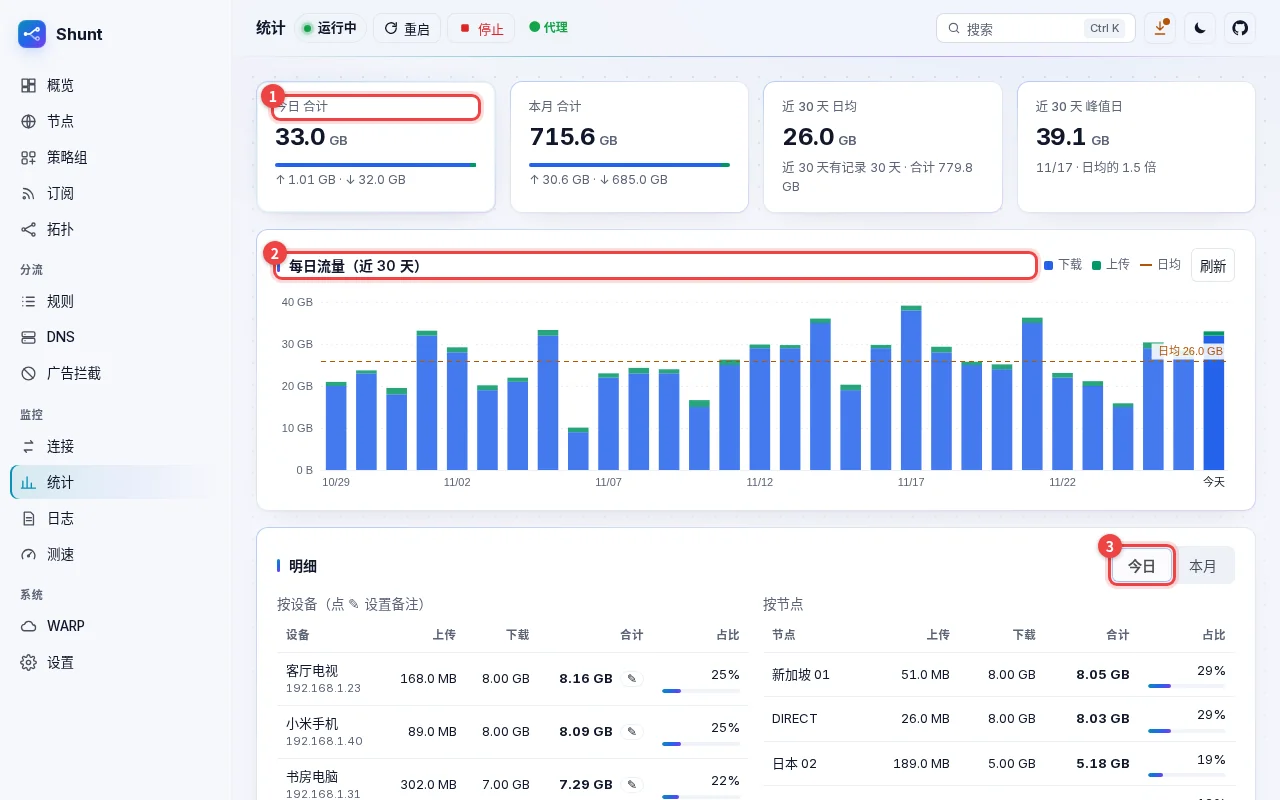 Shunt
概览
节点
策略组
订阅
拓扑
分流
规则
DNS
广告拦截
监控
连接
统计
日志
测速
系统
WARP
设置
统计
运行中
重启
停止
代理
搜索
Ctrl K
1
今日 合计
33.0 GB
↑ 1.01 GB · ↓ 32.0 GB
本月 合计
715.6 GB
↑ 30.6 GB · ↓ 685.0 GB
近 30 天 日均
26.0 GB
近 30 天有记录 30 天 · 合计 779.8
GB
近 30 天 峰值日
39.1 GB
11/17 · 日均的 1.5 倍
2
每日流量（近 30 天）
下载
上传
日均
刷新
40 GB
30 GB
20 GB
10 GB
0 B
日均 26.0 GB
10/29
11/02
11/07
11/12
11/17
11/22
今天
明细
3
今日
本月
按设备（点 ✎ 设置备注）
设备 上传 下载 合计 占比
客厅电视 168.0 MB 8.00 GB 8.16 GB ✎ 25%
192.168.1.23
小米手机 89.0 MB 8.00 GB 8.09 GB ✎ 25%
192.168.1.40
书房电脑 302.0 MB 7.00 GB 7.29 GB ✎ 22%
192.168.1.31
按节点
节点 上传 下载 合计 占比
新加坡 01 51.0 MB 8.00 GB 8.05 GB 29%
DIRECT 26.0 MB 8.00 GB 8.03 GB 29%
日本 02 189.0 MB 5.00 GB 5.18 GB 19%